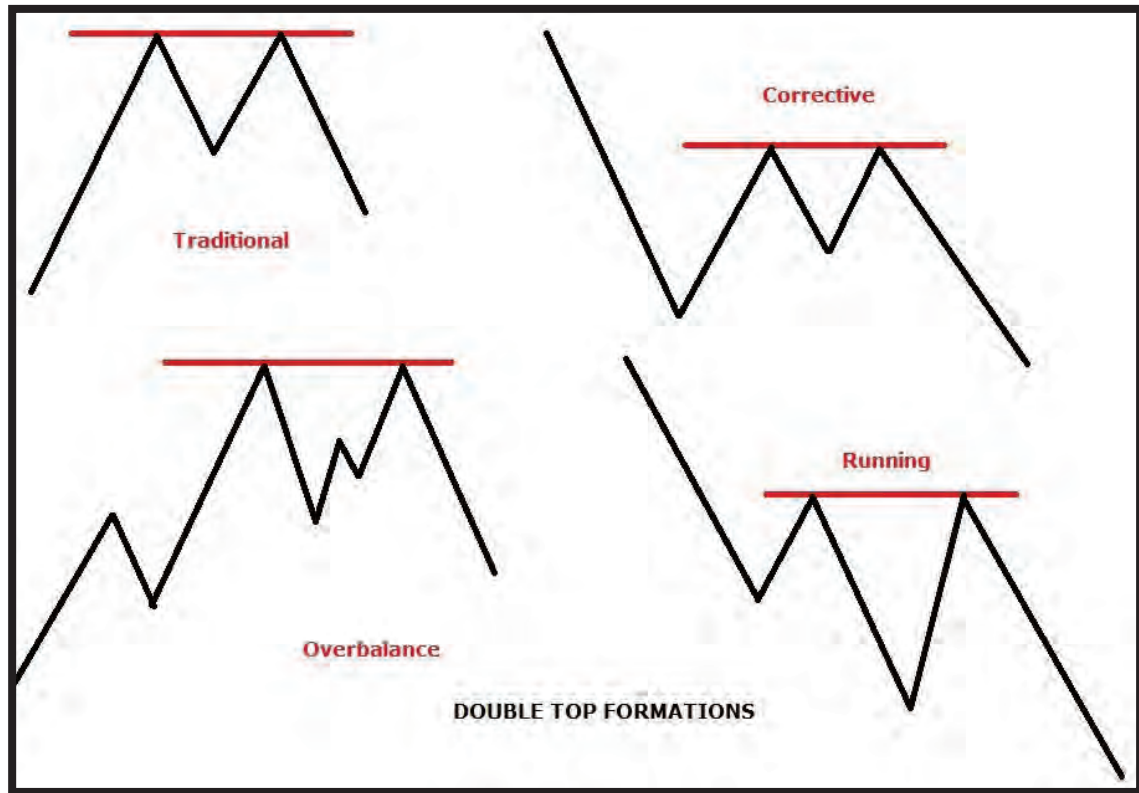 Corrective
Traditional
Running
Overbalance
DOUBLE TOP FORMATIONS